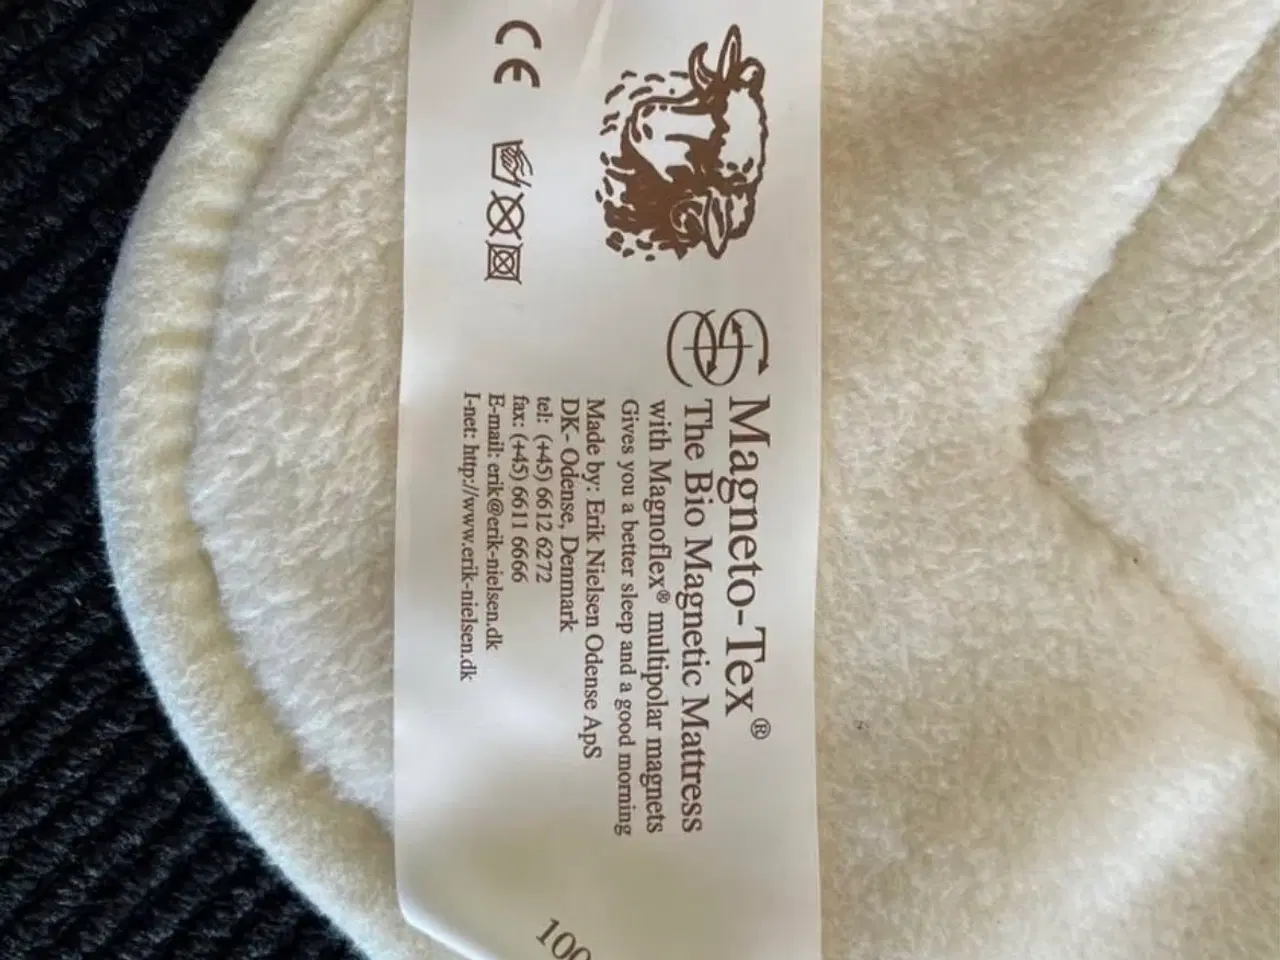 Magneto-Tex®
The Bio Magnetic Mattress
with Magnoflex® multipolar magnets
Gives you a better sleep and a good morning
Made by: Erik Nielsen Odense ApS
DK- Odense, Denmark
tel: (+45) 6612 6272
fax: (+45) 6611 6666
E-mail: erik@erik-nielsen.dk
I-net: http://www.erik-nielsen.dk
CE
100